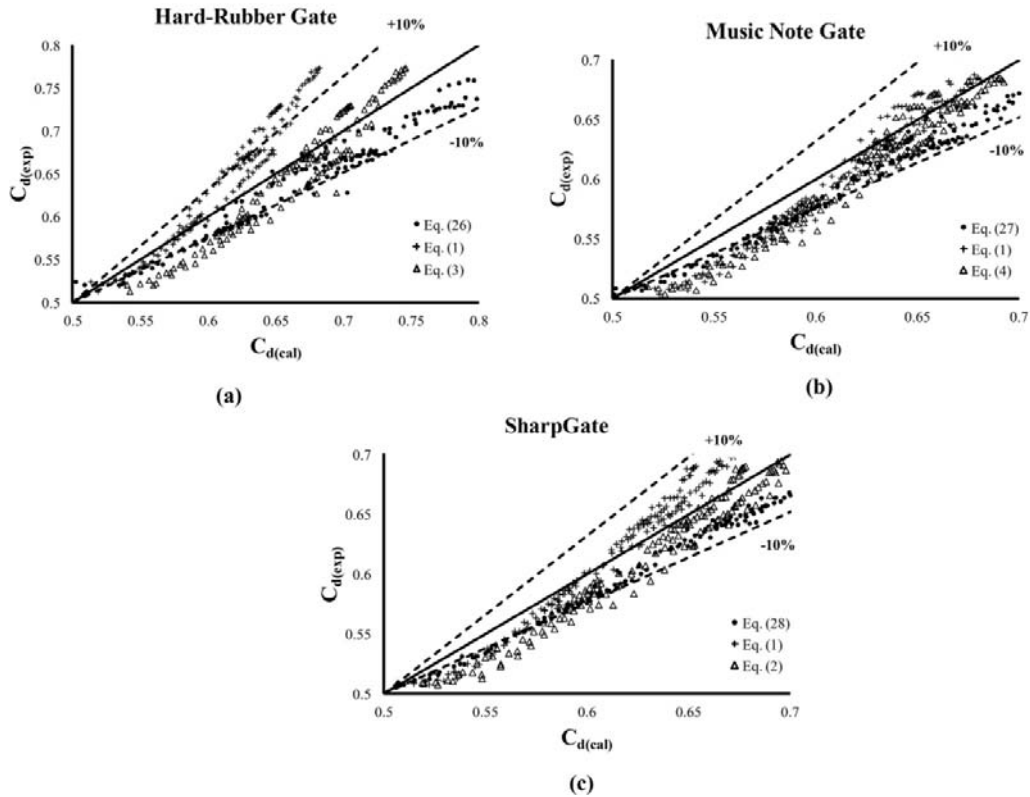 Hard-Rubber Gate
+10%
0.8
0.75
0.7
0.65
0.6
0.55
0.5
-10%
Cd(exp)
Eq. (26)
Eq. (1)
Eq. (3)
0.5
0.55
0.6
0.65
0.7
0.75
0.8
Cd(cal)
(a)
Music Note Gate
+10%
0.7
0.65
0.6
0.55
0.5
-10%
Cd(exp)
Eq. (27)
Eq. (1)
Eq. (4)
0.5
0.55
0.6
0.65
0.7
Cd(cal)
(b)
SharpGate
+10%
0.7
0.65
0.6
0.55
0.5
-10%
Cd(exp)
Eq. (28)
Eq. (1)
Eq. (2)
0.5
0.55
0.6
0.65
0.7
Cd(cal)
(c)